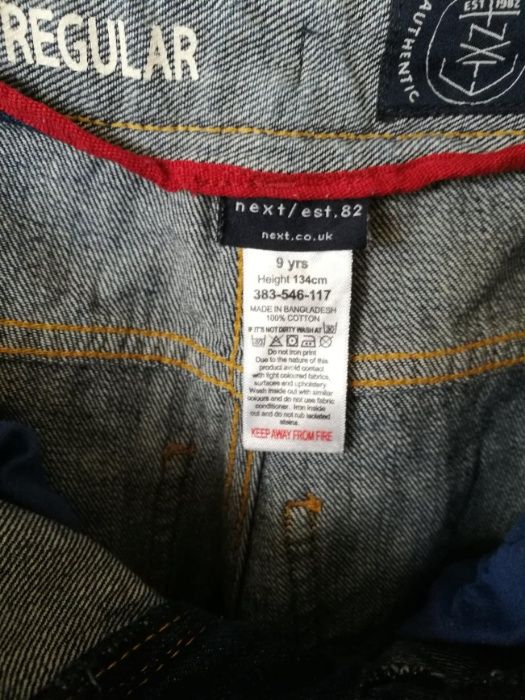 REGULAR
EST 1982
AUTHENTIC
next/est.82
next.co.uk
9 yrs
Height 134cm
383-546-117
MADE IN BANGLADESH
100% COTTON
IF IT'S NOT DIRTY WASH AT 30
Do not iron print
Due to the nature of this
product avoid contact
with light coloured fabrics,
surfaces and upholstery.
Wash inside out with similar
colours and do not use fabric
conditioner. Iron inside
out and do not rub isolated
stains.
KEEP AWAY FROM FIRE